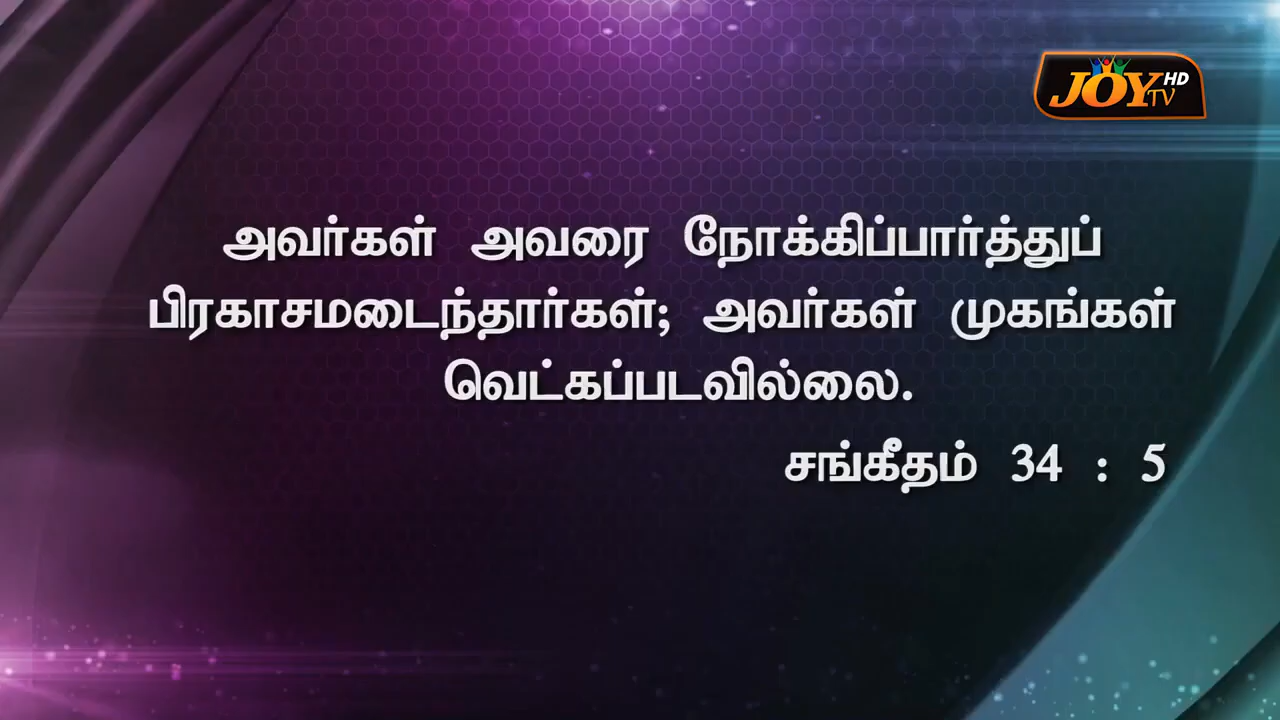 JOY HD TV
அவர்கள் அவரை நோக்கிப்பார்த்துப்
பிரகாசமடைந்தார்கள்; அவர்கள் முகங்கள்
வெட்கப்படவில்லை.
சங்கீதம் 34 : 5